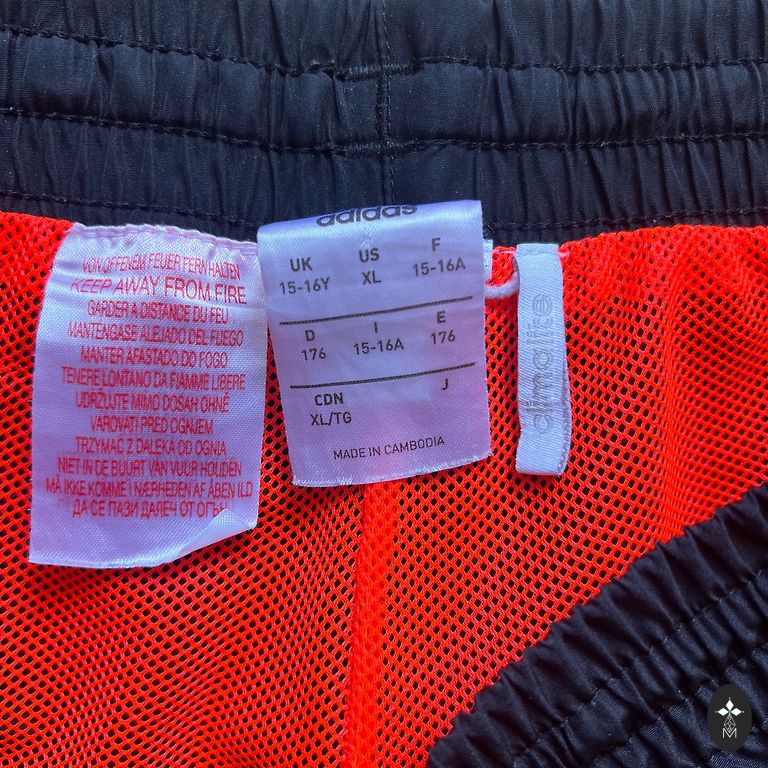 VON OFFENEM FEUER FERN HALTEN
KEEP AWAY FROM FIRE
GARDER A DISTANCE DU FEU
MANTENGASE ALEJADO DEL FUEGO
MANTER AFASTADO DO FOGO
TENERE LONTANO DA FIAMME LIBERE
UDRŽUJTE MIMO DOSAH OHNĚ
VAROVATI PRED OGNJEM
TRZYMAĆ Z DALEKA OD OGNIA
NIET IN DE BUURT VAN VUUR HOUDEN
MÅ IKKE KOMME I NÆRHEDEN AF ÅBEN ILD
ДА СЕ ПАЗИ ДАЛЕЧ ОТ ОГЪН
adidas
UK US F
15-16Y XL 15-16A
D I E
176 15-16A 176
CDN J
XL/TG
MADE IN CAMBODIA
climalite
M